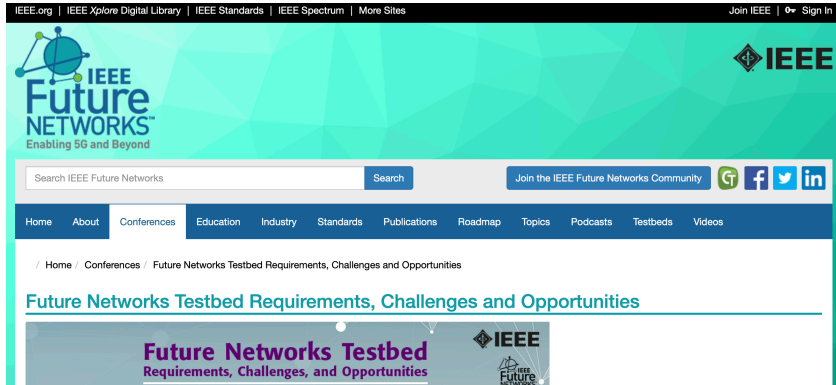 IEEE.org | IEEE Xplore Digital Library | IEEE Standards | IEEE Spectrum | More Sites
Join IEEE | Sign In
IEEE
Future
NETWORKS™
Enabling 5G and Beyond
IEEE
Search IEEE Future Networks
Search
Join the IEEE Future Networks Community
Home About Conferences Education Industry Standards Publications Roadmap Topics Podcasts Testbeds Videos
/ Home / Conferences / Future Networks Testbed Requirements, Challenges and Opportunities
Future Networks Testbed Requirements, Challenges and Opportunities
Future Networks Testbed
Requirements, Challenges, and Opportunities
IEEE
IEEE
Future
NETWORKS